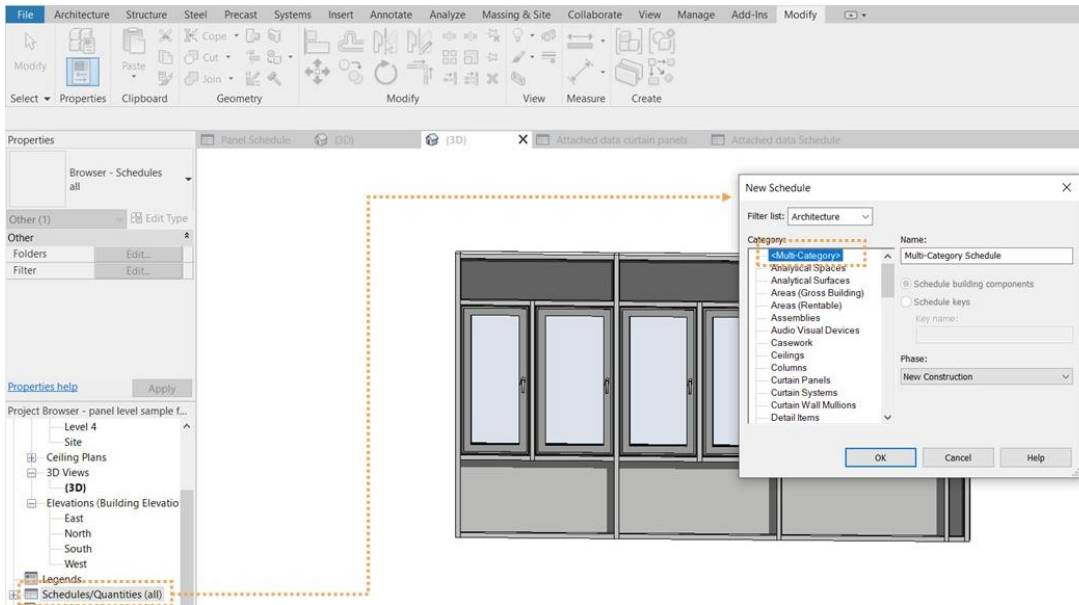 File Architecture Structure Steel Precast Systems Insert Annotate Analyze Massing & Site Collaborate View Manage Add-Ins Modify
Modify
Paste
Cope
Cut
Join
Select Properties Clipboard Geometry Modify View Measure Create
Properties
Panel Schedule
(3D)
(3D)
Attached data curtain panels
Attached data Schedule
Browser - Schedules
all
Other (1)
Edit Type
Other
Folders Edit...
Filter Edit...
Properties help
Apply
Project Browser - panel level sample f...
Level 4
Site
Ceiling Plans
3D Views
(3D)
Elevations (Building Elevatio
East
North
South
West
Legends
Schedules/Quantities (all)
New Schedule
Filter list: Architecture
Category:
<Multi-Category>
Analytical Spaces
Analytical Surfaces
Areas (Gross Building)
Areas (Rentable)
Assemblies
Audio Visual Devices
Casework
Ceilings
Columns
Curtain Panels
Curtain Systems
Curtain Wall Mullions
Detail Items
Name:
Multi-Category Schedule
Schedule building components
Schedule keys
Key name:
Phase:
New Construction
OK Cancel Help